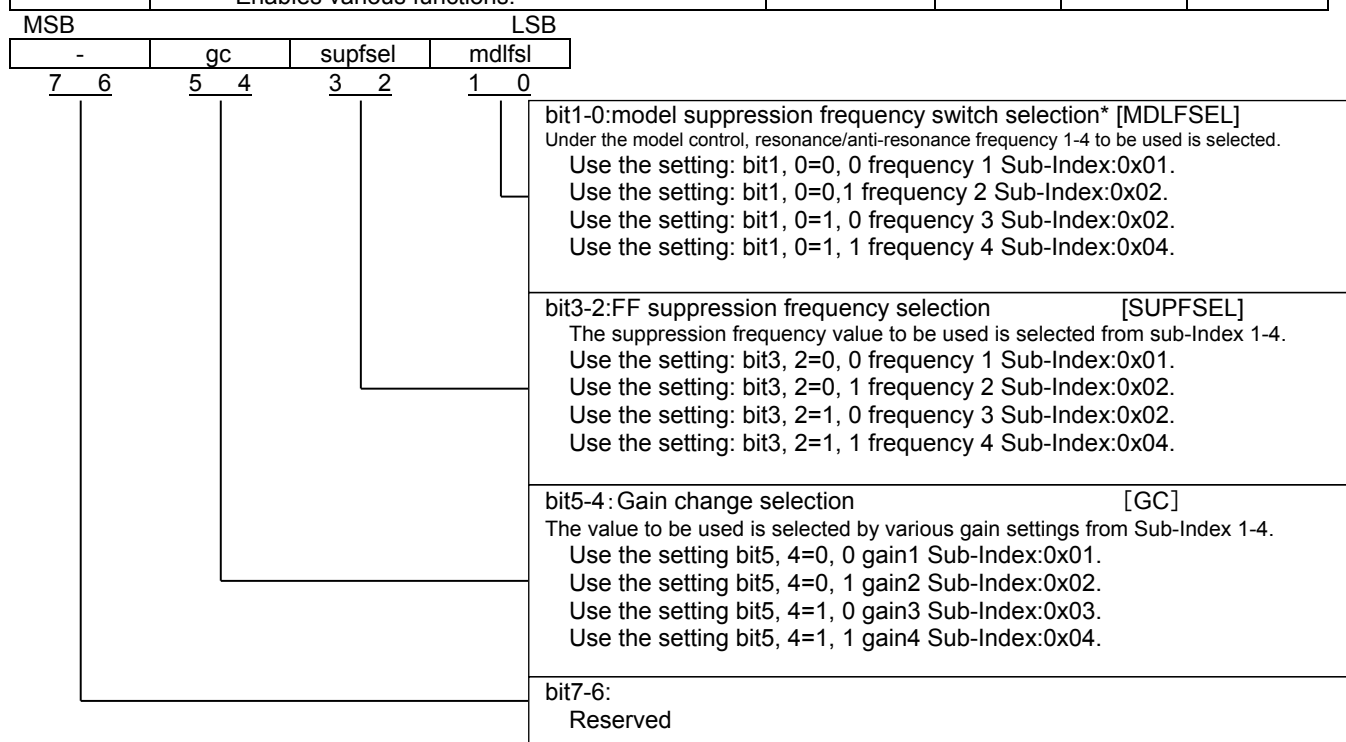 Enables various functions.
MSB LSB
- gc supfsel mdlfsl
7 6 5 4 3 2 1 0
bit1-0:model suppression frequency switch selection* [MDLFSEL]
Under the model control, resonance/anti-resonance frequency 1-4 to be used is selected.
Use the setting: bit1, 0=0, 0 frequency 1 Sub-Index:0x01.
Use the setting: bit1, 0=0,1 frequency 2 Sub-Index:0x02.
Use the setting: bit1, 0=1, 0 frequency 3 Sub-Index:0x02.
Use the setting: bit1, 0=1, 1 frequency 4 Sub-Index:0x04.
bit3-2:FF suppression frequency selection [SUPFSEL]
The suppression frequency value to be used is selected from sub-Index 1-4.
Use the setting: bit3, 2=0, 0 frequency 1 Sub-Index:0x01.
Use the setting: bit3, 2=0, 1 frequency 2 Sub-Index:0x02.
Use the setting: bit3, 2=1, 0 frequency 3 Sub-Index:0x02.
Use the setting: bit3, 2=1, 1 frequency 4 Sub-Index:0x04.
bit5-4：Gain change selection ［GC］
The value to be used is selected by various gain settings from Sub-Index 1-4.
Use the setting bit5, 4=0, 0 gain1 Sub-Index:0x01.
Use the setting bit5, 4=0, 1 gain2 Sub-Index:0x02.
Use the setting bit5, 4=1, 0 gain3 Sub-Index:0x03.
Use the setting bit5, 4=1, 1 gain4 Sub-Index:0x04.
bit7-6:
Reserved